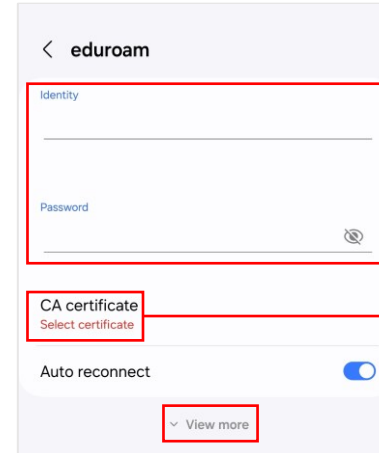 eduroam
Identity
Password
CA certificate
Select certificate
Auto reconnect
View more